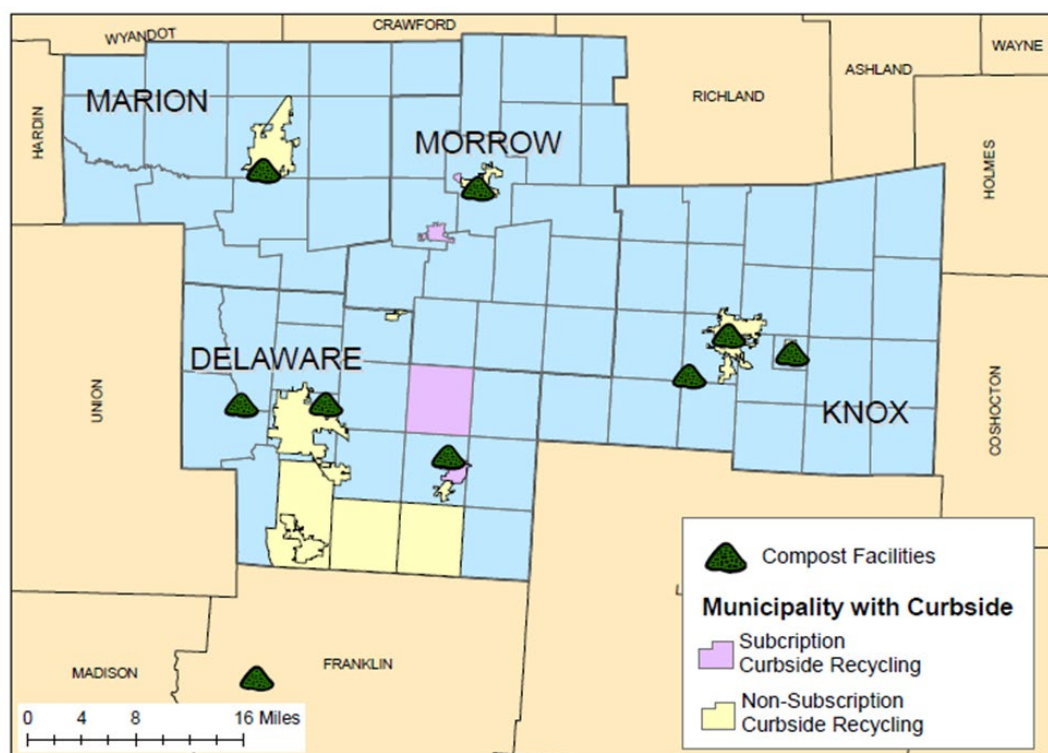 CRAWFORD
WYANDOT
WAYNE
ASHLAND
RICHLAND
MARION
HARDIN
MORROW
HOLMES
DELAWARE
UNION
KNOX
COSHOCTON
MADISON
FRANKLIN
0 4 8 16 Miles
Compost Facilities
Municipality with Curbside
Subcription
Curbside Recycling
Non-Subscription
Curbside Recycling